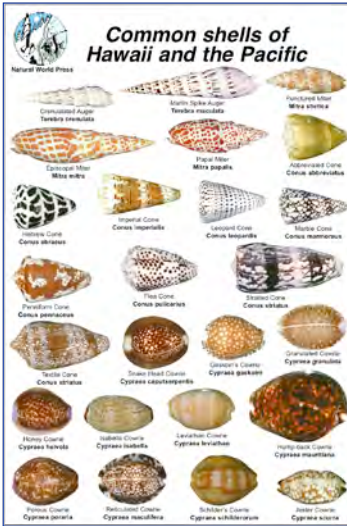 Common shells of
Hawaii and the Pacific
Natural World Press
Crenulated Auger
Terebra crenulata
Marlin Spike Auger
Terebra maculata
Punctured Miter
Mitra stictica
Episcopal Miter
Mitra mitra
Papal Miter
Mitra papalis
Abbreviated Cone
Conus abbreviatus
Hebrew Cone
Conus ebraeus
Imperial Cone
Conus imperialis
Leopard Cone
Conus leopardis
Marble Cone
Conus marmoreus
Penniform Cone
Conus pennaceus
Flea Cone
Conus pulicarius
Striated Cone
Conus striatus
Textile Cone
Conus striatus
Snake Head Cowrie
Cypraea caputserpentis
Gaskoin's Cowrie
Cypraea gaskoini
Granulated Cowrie
Cypraea granulata
Honey Cowrie
Cypraea helvola
Isabella Cowrie
Cypraea isabella
Leviathan Cowrie
Cypraea leviathan
Hump-back Cowrie
Cypraea mauritiana
Porous Cowrie
Cypraea poraria
Reticulated Cowrie
Cypraea maculifera
Schilder's Cowrie
Cypraea schilderorum
Cowrie
Cypraea